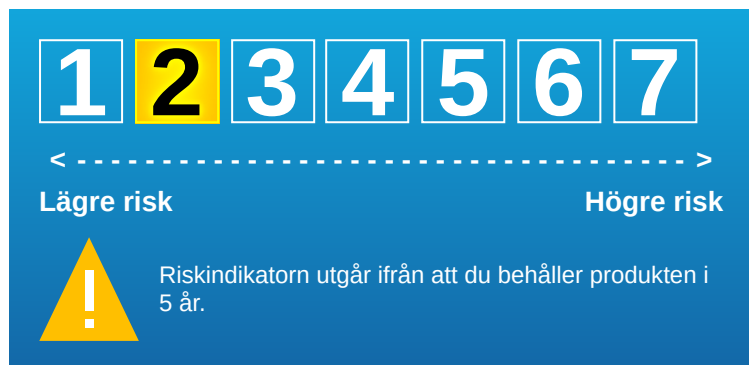 1 2 3 4 5 6 7
< - - - - - - - - - - - - - - - - - - - - - - - - - - - - - - - - - - - - >
Lägre risk Högre risk
!
Riskindikatorn utgår ifrån att du behåller produkten i
5 år.